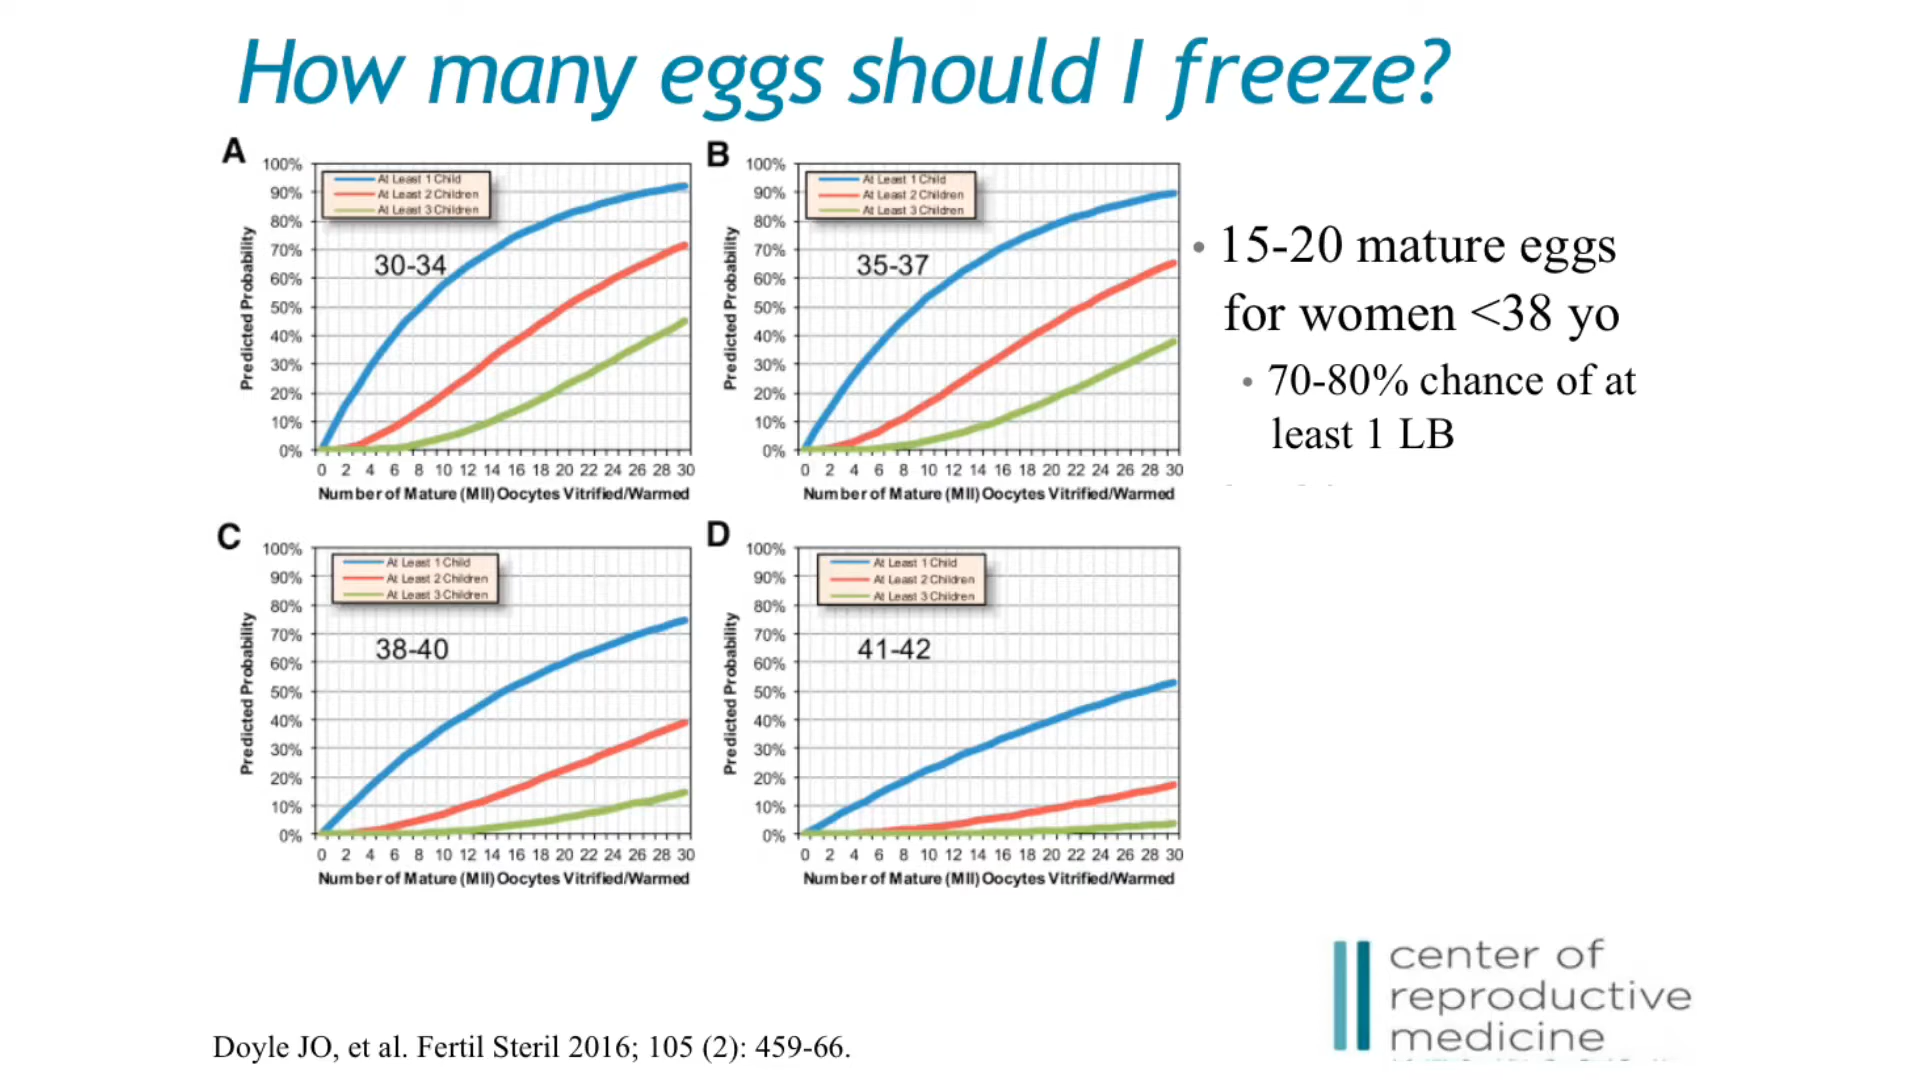 How many eggs should I freeze?
A
100%
90%
80%
70%
60%
50%
40%
30%
20%
10%
0%
Predicted Probability
At Least 1 Child
At Least 2 Children
At Least 3 Children
30-34
0 2 4 6 8 10 12 14 16 18 20 22 24 26 28 30
Number of Mature (MII) Oocytes Vitrified/Warmed
B
100%
90%
80%
70%
60%
50%
40%
30%
20%
10%
0%
Predicted Probability
At Least 1 Child
At Least 2 Children
At Least 3 Children
35-37
0 2 4 6 8 10 12 14 16 18 20 22 24 26 28 30
Number of Mature (MII) Oocytes Vitrified/Warmed
• 15-20 mature eggs
for women <38 yo
• 70-80% chance of at
least 1 LB
C
100%
90%
80%
70%
60%
50%
40%
30%
20%
10%
0%
Predicted Probability
At Least 1 Child
At Least 2 Children
At Least 3 Children
38-40
0 2 4 6 8 10 12 14 16 18 20 22 24 26 28 30
Number of Mature (MII) Oocytes Vitrified/Warmed
D
100%
90%
80%
70%
60%
50%
40%
30%
20%
10%
0%
Predicted Probability
At Least 1 Child
At Least 2 Children
At Least 3 Children
41-42
0 2 4 6 8 10 12 14 16 18 20 22 24 26 28 30
Number of Mature (MII) Oocytes Vitrified/Warmed
center of
reproductive
medicine
Doyle JO, et al. Fertil Steril 2016; 105 (2): 459-66.